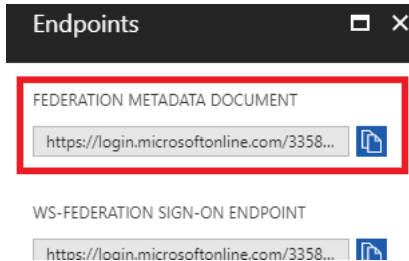 Endpoints
FEDERATION METADATA DOCUMENT
https://login.microsoftonline.com/3358...
WS-FEDERATION SIGN-ON ENDPOINT
https://login.microsoftonline.com/3358...